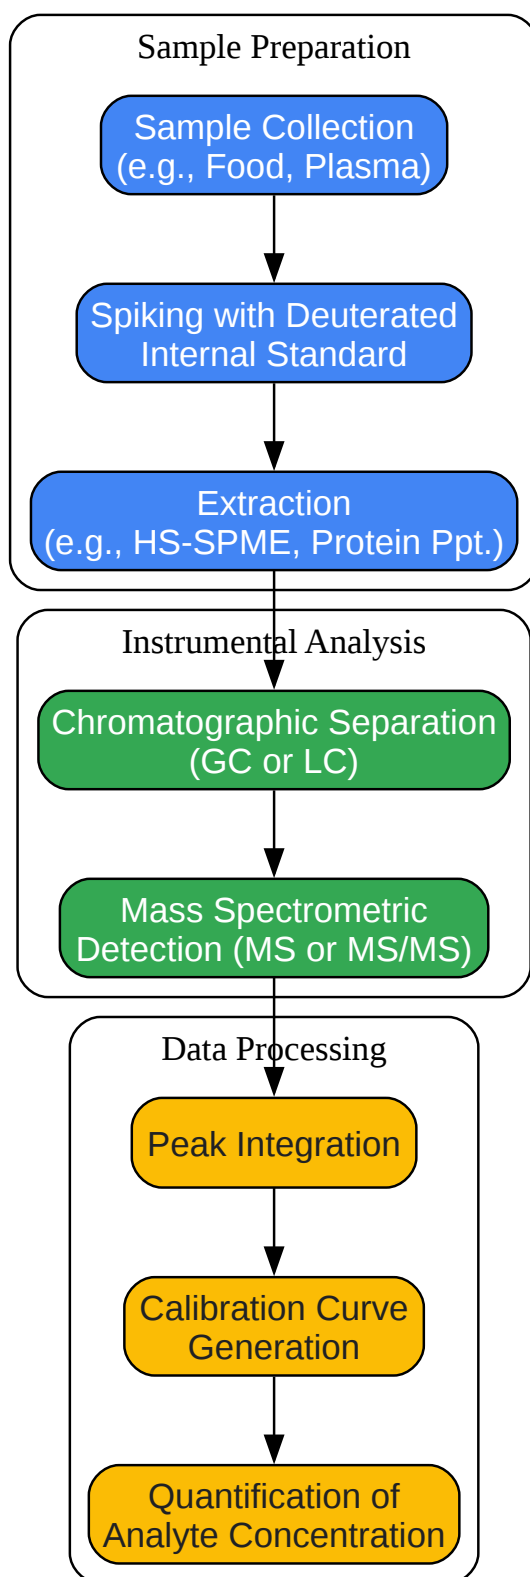 Sample Preparation
Sample Collection
(e.g., Food, Plasma)
Spiking with Deuterated
Internal Standard
Extraction
(e.g., HS-SPME, Protein Ppt.)
Instrumental Analysis
Chromatographic Separation
(GC or LC)
Mass Spectrometric
Detection (MS or MS/MS)
Data Processing
Peak Integration
Calibration Curve
Generation
Quantification of
Analyte Concentration